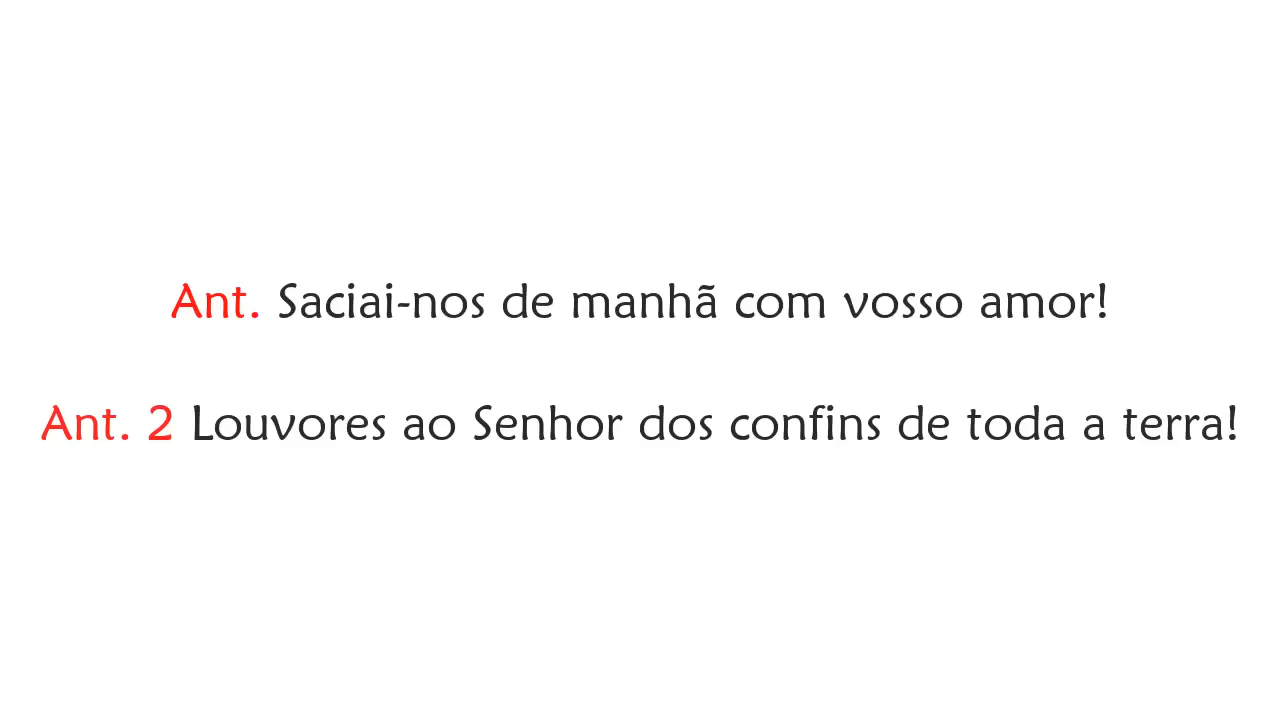 Ant. Saciai-nos de manhã com vosso amor!
Ant. 2 Louvores ao Senhor dos confins de toda a terra!